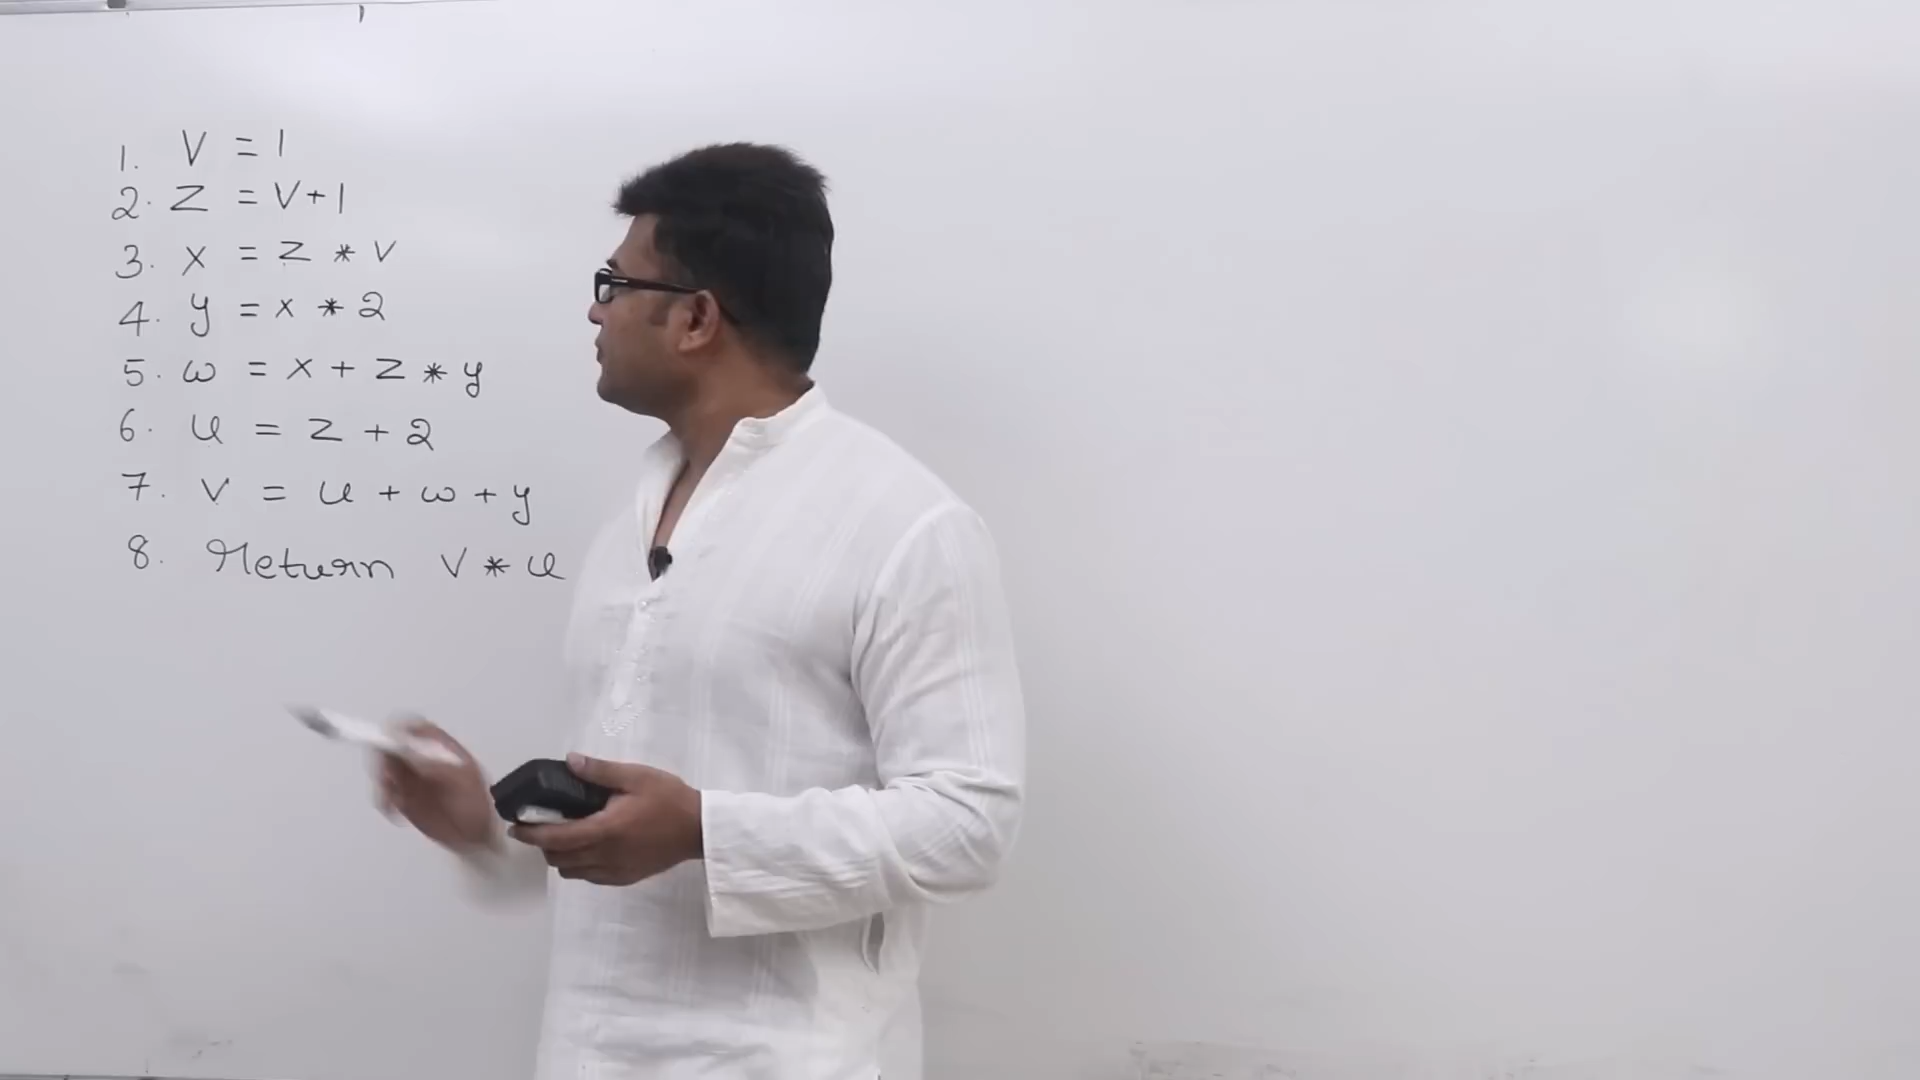 1. V = 1
2. Z = V + 1
3. x = z * v
4. y = x * 2
5. w = x + z * y
6. u = z + 2
7. v = u + w + y
8. Return v * u